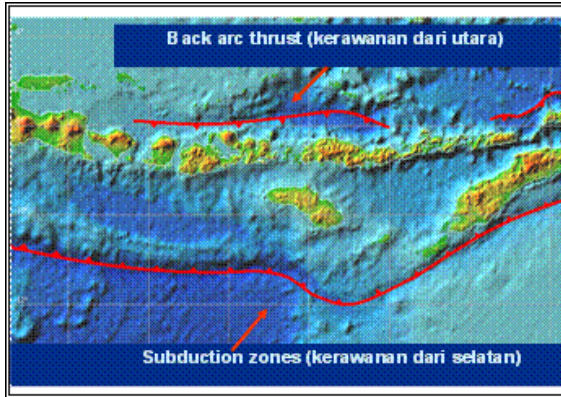 Back arc thrust (kerawanan dari utara)
Subduction zones (kerawanan dari selatan)